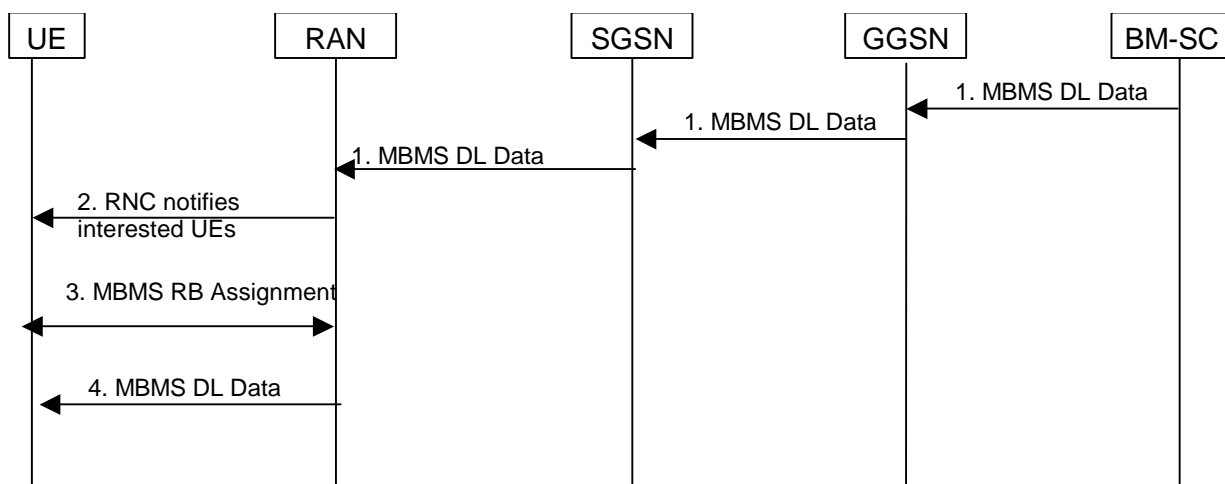 UE
RAN
SGSN
GGSN
BM-SC
1. MBMS DL Data
1. MBMS DL Data
1. MBMS DL Data
2. RNC notifies
interested UEs
3. MBMS RB Assignment
4. MBMS DL Data